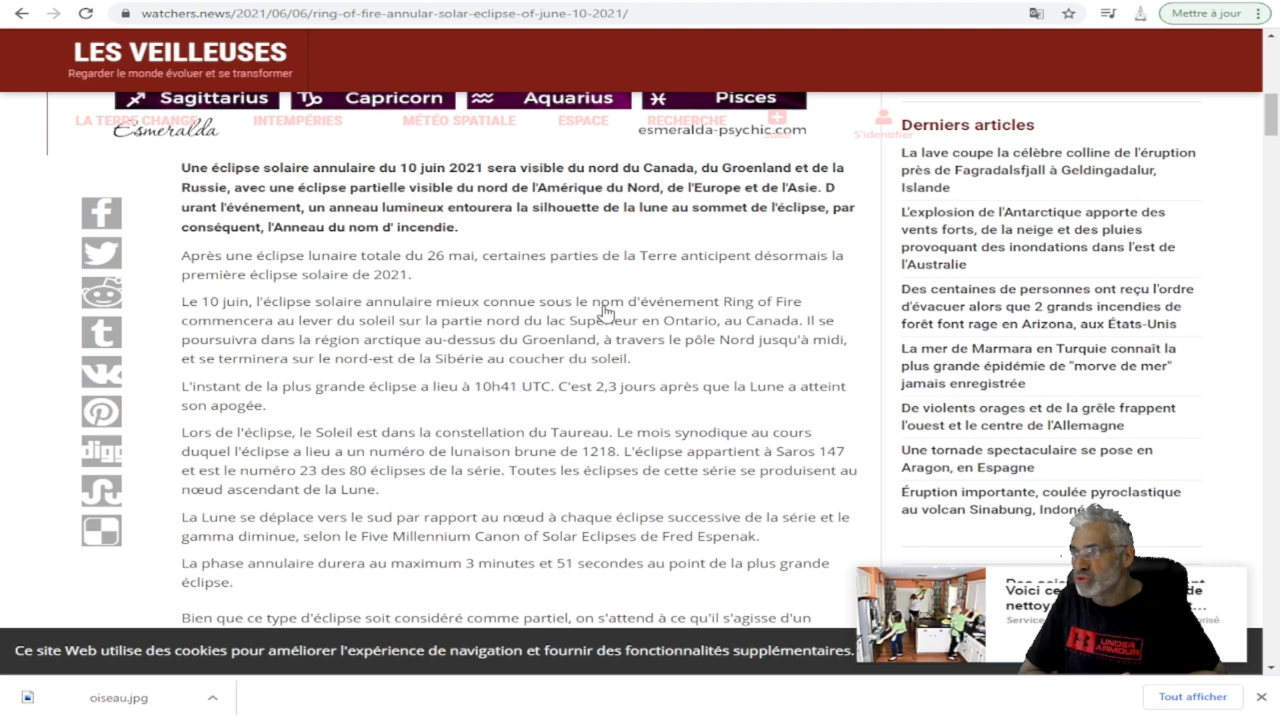 watchers.news/2021/06/06/ring-of-fire-annular-solar-eclipse-of-june-10-2021/
Mettre à jour
LES VEILLEUSES
Regarder le monde évoluer et se transformer
Sagittarius
Capricorn
Aquarius
Pisces
LA TERRE CHANGE
INTEMPÉRIES
MÉTÉO SPATIALE
ESPACE
RECHERCHE
S'identifier
Esmeralda
esmeralda-psychic.com
Une éclipse solaire annulaire du 10 juin 2021 sera visible du nord du Canada, du Groenland et de la
Russie, avec une éclipse partielle visible du nord de l'Amérique du Nord, de l'Europe et de l'Asie. D
urant l'événement, un anneau lumineux entourera la silhouette de la lune au sommet de l'éclipse, par
conséquent, l'Anneau du nom d' incendie.
Après une éclipse lunaire totale du 26 mai, certaines parties de la Terre anticipent désormais la
première éclipse solaire de 2021.
Le 10 juin, l'éclipse solaire annulaire mieux connue sous le nom d'événement Ring of Fire
commencera au lever du soleil sur la partie nord du lac Supérieur en Ontario, au Canada. Il se
poursuivra dans la région arctique au-dessus du Groenland, à travers le pôle Nord jusqu'à midi,
et se terminera sur le nord-est de la Sibérie au coucher du soleil.
L'instant de la plus grande éclipse a lieu à 10h41 UTC. C'est 2,3 jours après que la Lune a atteint
son apogée.
Lors de l'éclipse, le Soleil est dans la constellation du Taureau. Le mois synodique au cours
duquel l'éclipse a lieu a un numéro de lunaison brune de 1218. L'éclipse appartient à Saros 147
et est le numéro 23 des 80 éclipses de la série. Toutes les éclipses de cette série se produisent au
nœud ascendant de la Lune.
La Lune se déplace vers le sud par rapport au nœud à chaque éclipse successive de la série et le
gamma diminue, selon le Five Millennium Canon of Solar Eclipses de Fred Espenak.
La phase annulaire durera au maximum 3 minutes et 51 secondes au point de la plus grande
éclipse.
Bien que ce type d'éclipse soit considéré comme partiel, on s'attend à ce qu'il s'agisse d'un
Derniers articles
La lave coupe la célèbre colline de l'éruption
près de Fagradalsfjall à Geldingadalur,
Islande
L'explosion de l'Antarctique apporte des
vents forts, de la neige et des pluies
provoquant des inondations dans l'est de
l'Australie
Des centaines de personnes ont reçu l'ordre
d'évacuer alors que 2 grands incendies de
forêt font rage en Arizona, aux États-Unis
La mer de Marmara en Turquie connaît la
plus grande épidémie de "morve de mer"
jamais enregistrée
De violents orages et de la grêle frappent
l'ouest et le centre de l'Allemagne
Une tornade spectaculaire se pose en
Aragon, en Espagne
Éruption importante, coulée pyroclastique
au volcan Sinabung,
Voici
UNDER ARMOUR
digg
Ce site Web utilise des cookies pour améliorer l'expérience de navigation et fournir des fonctionnalités supplémentaires.
oiseau.jpg
Tout afficher